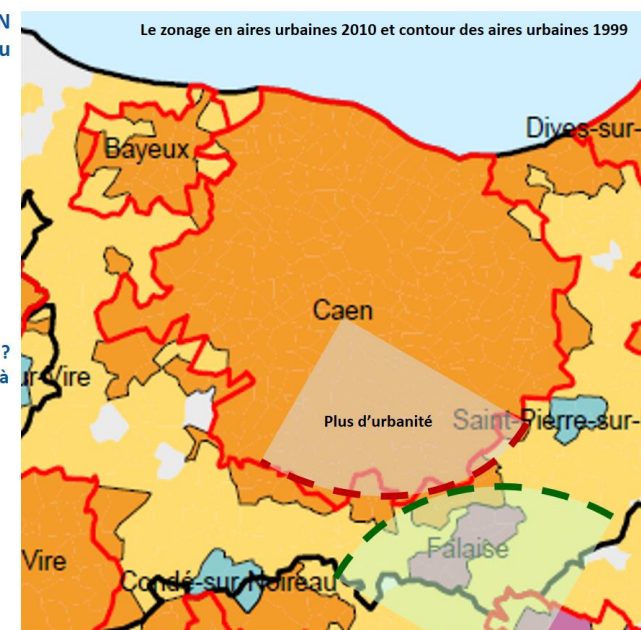 N
Le zonage en aires urbaines 2010 et contour des aires urbaines 1999
u
Dives-sur-
Bayeux
Caen
?
à
ur-Vire
Plus d'urbanité
Saint-Pierre-sur-
Falaise
Vire
Condé-sur-Noireau